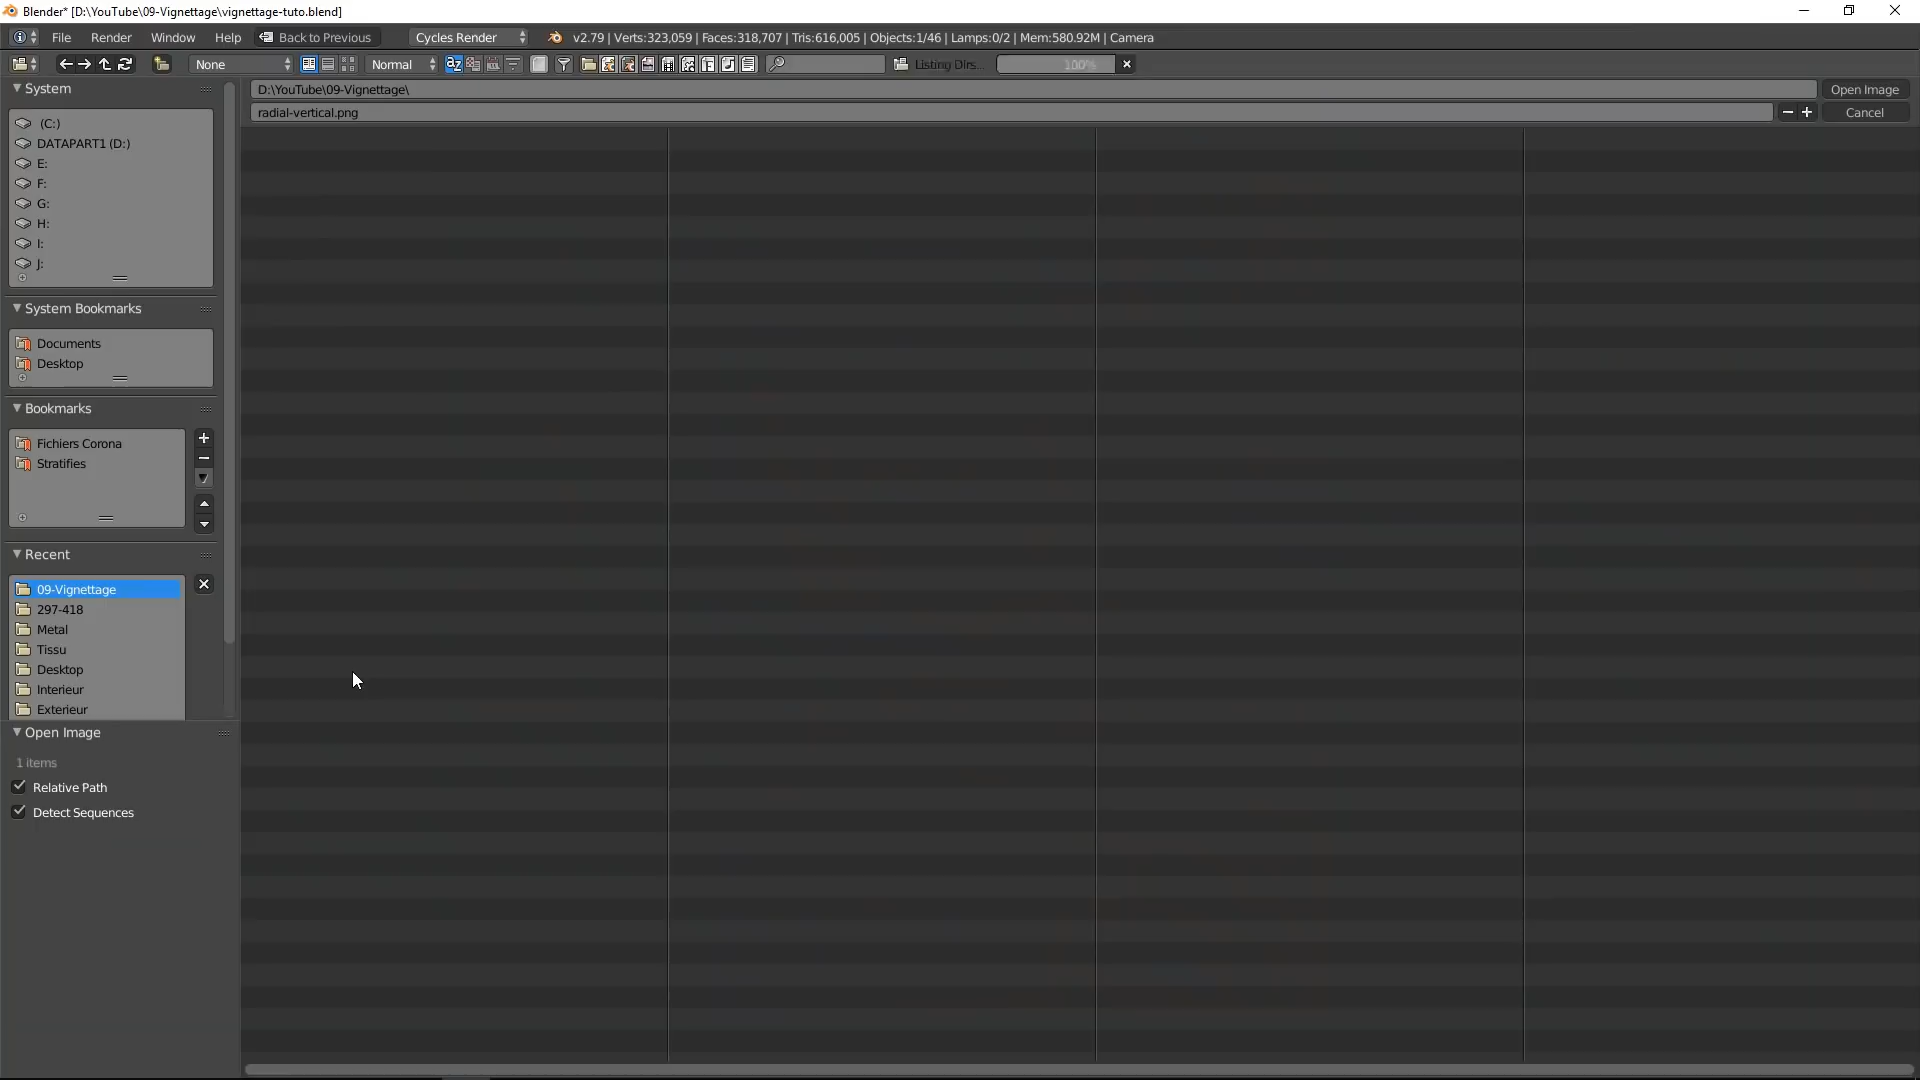 Blender* [D:\YouTube\09-Vignettage\vignettage-tuto.blend]
File Render Window Help Back to Previous Cycles Render v2.79 | Verts:323,059 | Faces:318,707 | Tris:616,005 | Objects:1/46 | Lamps:0/2 | Mem:580.92M | Camera
None Normal Listing Dirs... 100%
System
D:\YouTube\09-Vignettage\ Open Image
radial-vertical.png Cancel
(C:)
DATAPART1 (D:)
E:
F:
G:
H:
I:
J:
System Bookmarks
Documents
Desktop
Bookmarks
Fichiers Corona
Stratifies
Recent
09-Vignettage
297-418
Metal
Tissu
Desktop
Interieur
Exterieur
Open Image
1 items
Relative Path
Detect Sequences